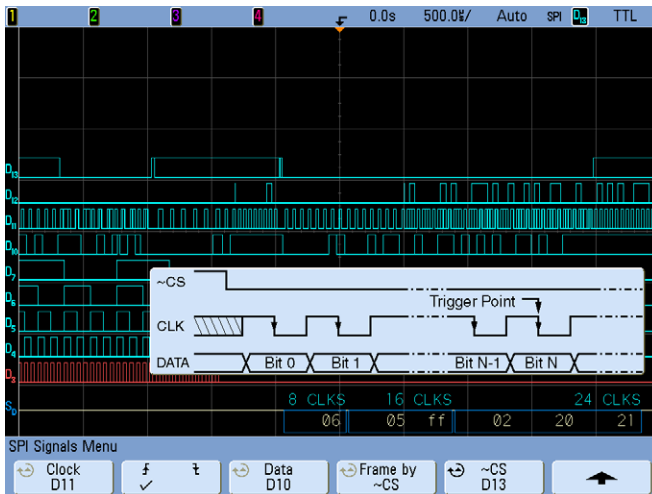 1 2 3 4 0.0s 500.0㎲/ Auto SPI D13 TTL
D13
D12
D11
D10
D7
D6
D5
D4
D3
~CS
Trigger Point
CLK
DATA Bit 0 Bit 1 Bit N-1 Bit N
8 CLKS 16 CLKS 24 CLKS
S0 06 05 ff 02 20 21
SPI Signals Menu
Clock Data Frame by ~CS
D11 D10 ~CS D13